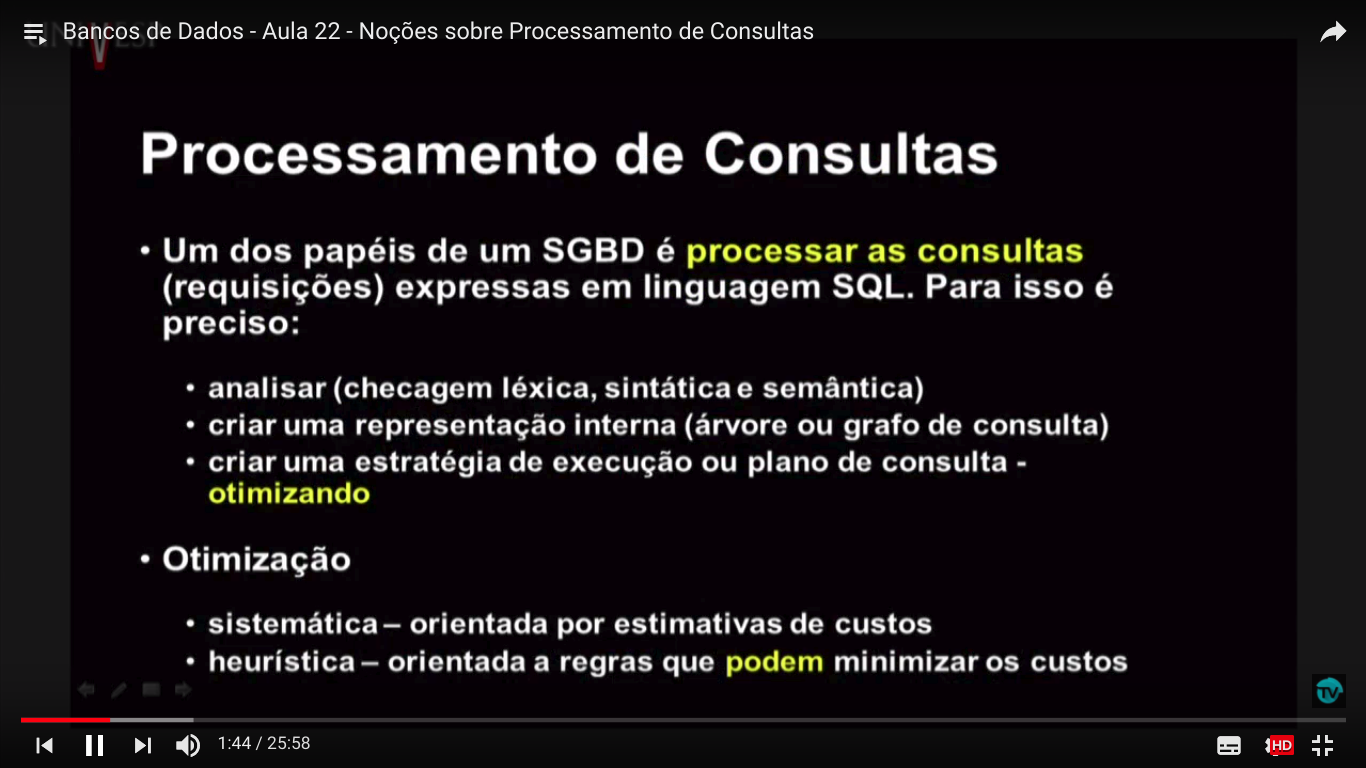 Bancos de Dados - Aula 22 - Noções sobre Processamento de Consultas
Processamento de Consultas
• Um dos papéis de um SGBD é processar as consultas
(requisições) expressas em linguagem SQL. Para isso é
preciso:
• analisar (checagem léxica, sintática e semântica)
• criar uma representação interna (árvore ou grafo de consulta)
• criar uma estratégia de execução ou plano de consulta -
otimizando
• Otimização
• sistemática – orientada por estimativas de custos
• heurística – orientada a regras que podem minimizar os custos
TV
1:44 / 25:58
HD